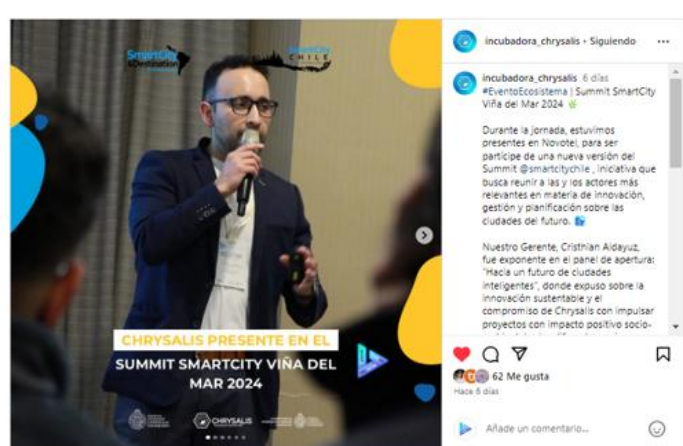 SmartCity
&Destination
SmartCity
CHILE
CHRYSALIS PRESENTE EN EL
SUMMIT SMARTCITY VIÑA DEL
MAR 2024
CHRYSALIS
incubadora_chrysalis • Siguiendo
incubadora_chrysalis 6 días
#EventoEcosistema | Summit SmartCity
Viña del Mar 2024
Durante la jornada, estuvimos
presentes en Novotel, para ser
partícipe de una nueva versión del
Summit @smartcitychile , iniciativa que
busca reunir a las y los actores más
relevantes en materia de innovación,
gestión y planificación sobre las
ciudades del futuro.
Nuestro Gerente, Cristhian Aldayuz,
fue exponente en el panel de apertura:
"Hacia un futuro de ciudades
inteligentes", donde expuso sobre la
innovación sustentable y el
compromiso de Chrysalis con impulsar
proyectos con impacto positivo socio-
62 Me gusta
Hace 6 días
Añade un comentario...